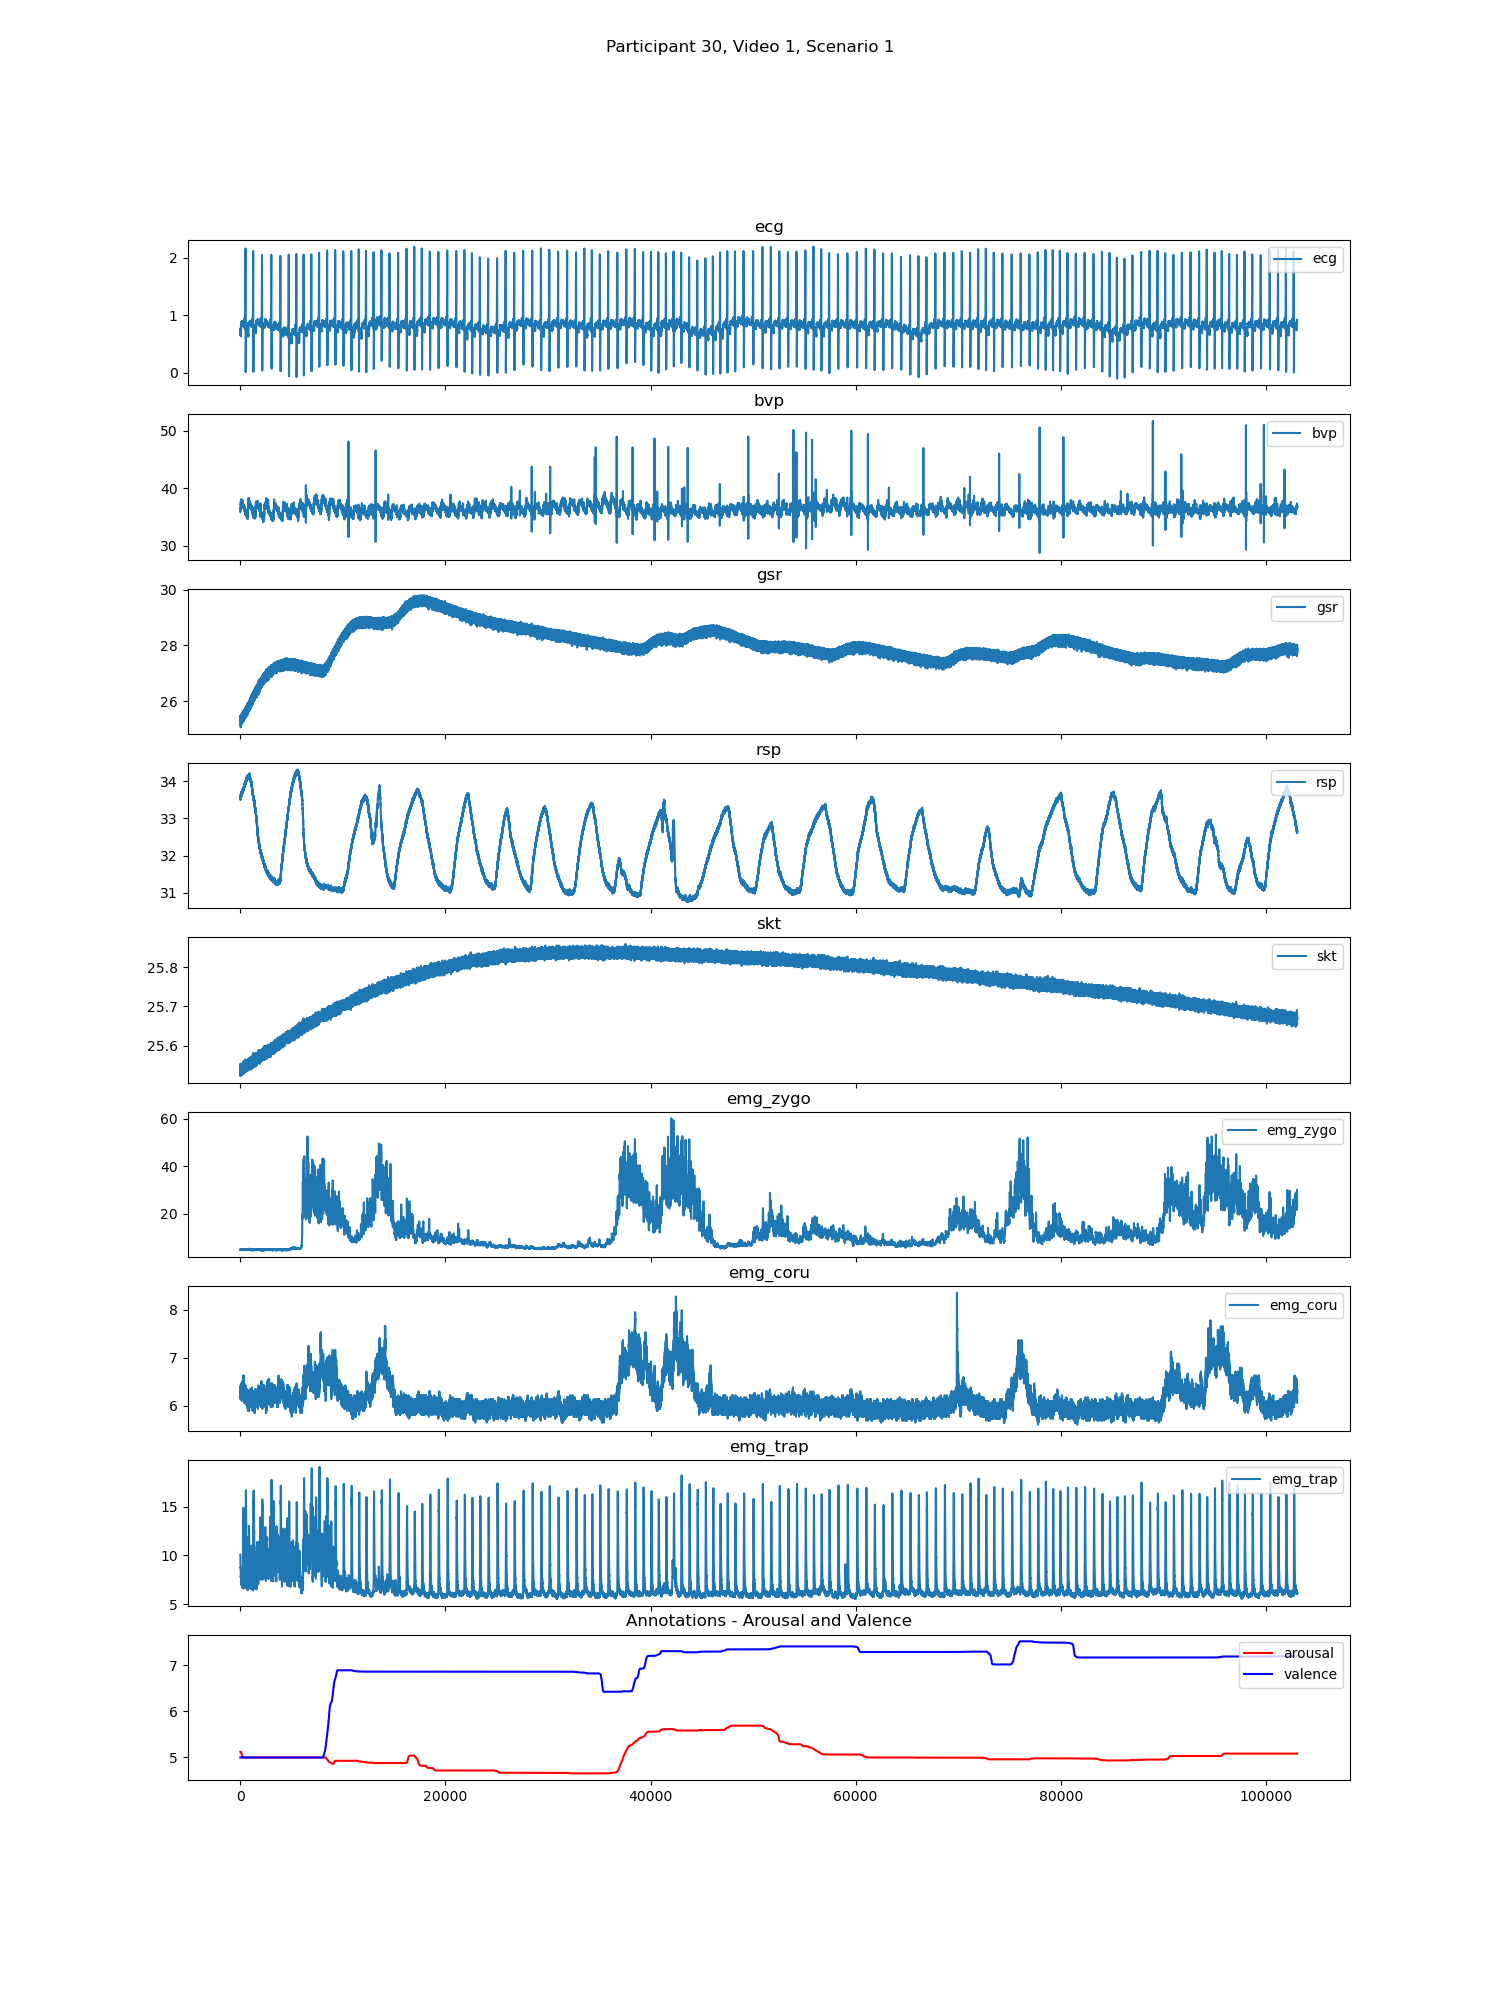 Participant 30, Video 1, Scenario 1
ecg
2
1
0
ecg
bvp
50
40
30
bvp
gsr
30
28
26
gsr
rsp
34
33
32
31
rsp
skt
25.8
25.7
25.6
skt
emg_zygo
60
40
20
emg_zygo
emg_coru
8
7
6
emg_coru
emg_trap
15
10
5
emg_trap
Annotations - Arousal and Valence
7
6
5
arousal
valence
0 20000 40000 60000 80000 100000